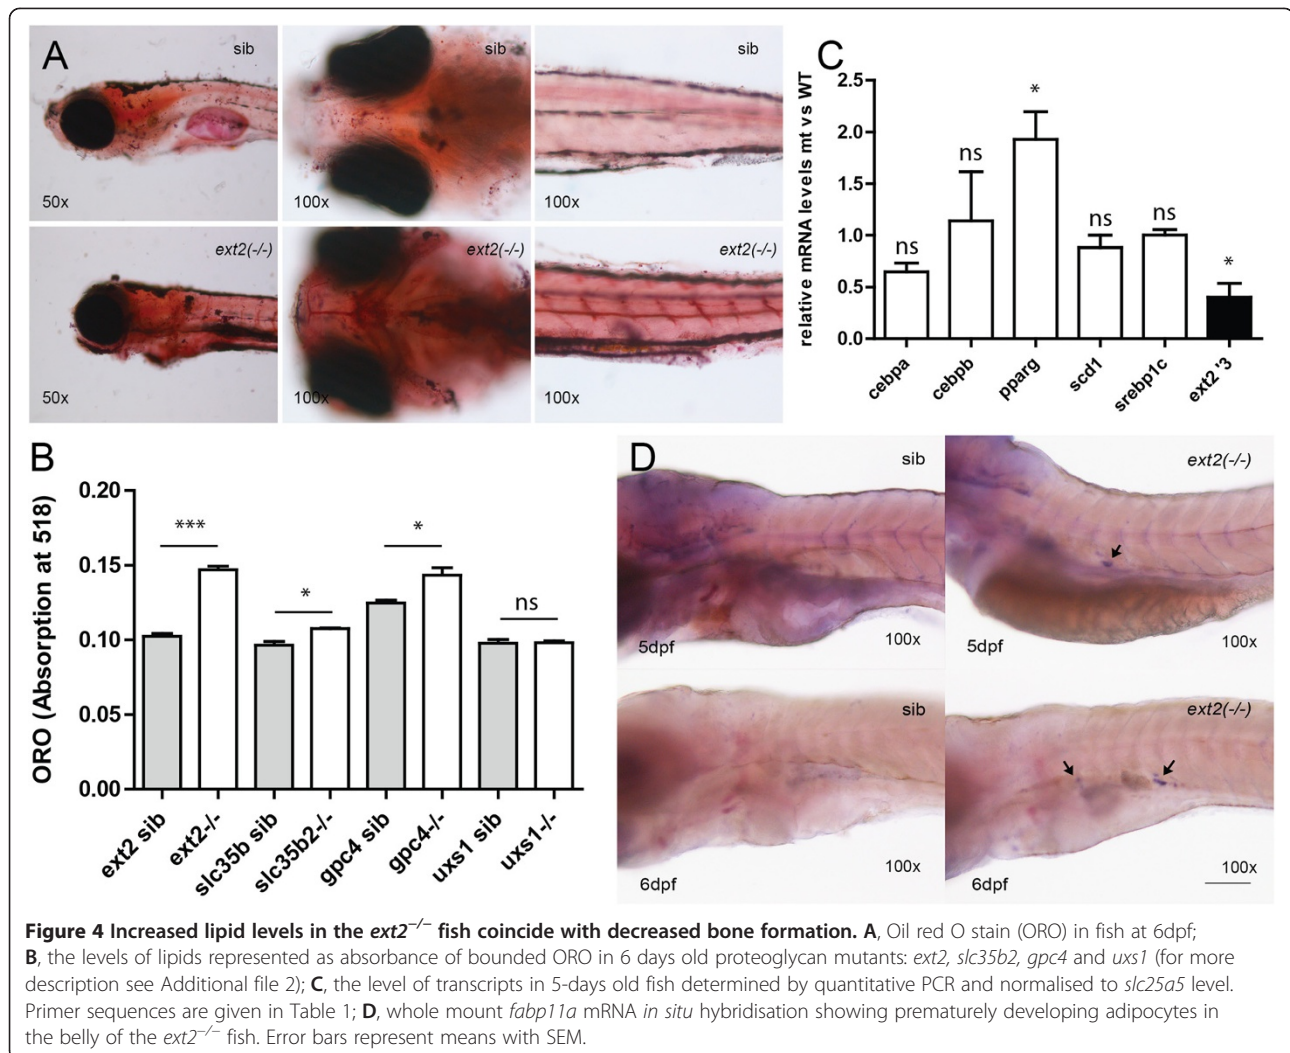 A
sib
50x
sib
100x
sib
100x
ext2(-/-)
50x
ext2(-/-)
100x
ext2(-/-)
100x
B
ORO (Absorption at 518)
0.20
0.15
0.10
0.05
0.00
***
*
*
ns
ext2 sib
ext2-/-
slc35b sib
slc35b2-/-
gpc4 sib
gpc4-/-
uxs1 sib
uxs1-/-
C
relative mRNA levels mt vs WT
2.5
2.0
1.5
1.0
0.5
0.0
ns
ns
*
ns
ns
*
cebpa
cebpb
pparg
scd1
srebp1c
ext2'3
D
sib
5dpf
100x
ext2(-/-)
5dpf
100x
sib
6dpf
100x
ext2(-/-)
6dpf
100x
Figure 4 Increased lipid levels in the ext2−/− fish coincide with decreased bone formation. A, Oil red O stain (ORO) in fish at 6dpf;
B, the levels of lipids represented as absorbance of bounded ORO in 6 days old proteoglycan mutants: ext2, slc35b2, gpc4 and uxs1 (for more
description see Additional file 2); C, the level of transcripts in 5-days old fish determined by quantitative PCR and normalised to slc25a5 level.
Primer sequences are given in Table 1; D, whole mount fabp11a mRNA in situ hybridisation showing prematurely developing adipocytes in
the belly of the ext2−/− fish. Error bars represent means with SEM.